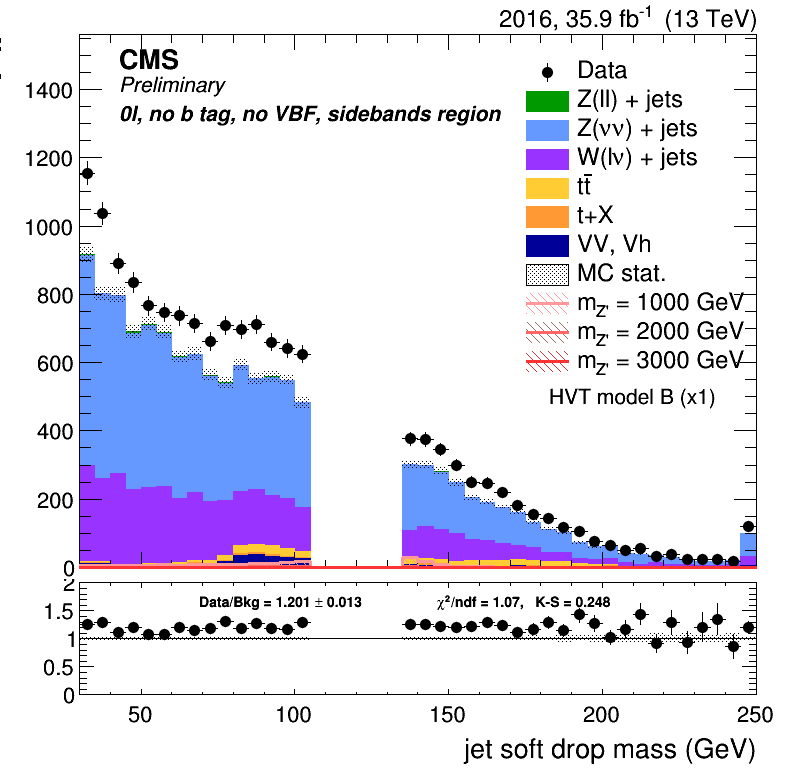 2016, 35.9 fb⁻¹ (13 TeV)
CMS
Preliminary
0l, no b tag, no VBF, sidebands region
Data
Z(ll) + jets
Z(νν) + jets
W(lν) + jets
tt̄
t+X
VV, Vh
MC stat.
m_Z' = 1000 GeV
m_Z' = 2000 GeV
m_Z' = 3000 GeV
HVT model B (x1)
1400
1200
1000
800
600
400
200
0
Data/Bkg = 1.201 ± 0.013
χ²/ndf = 1.07, K-S = 0.248
2
1.5
1
0.5
0
50 100 150 200 250
jet soft drop mass (GeV)